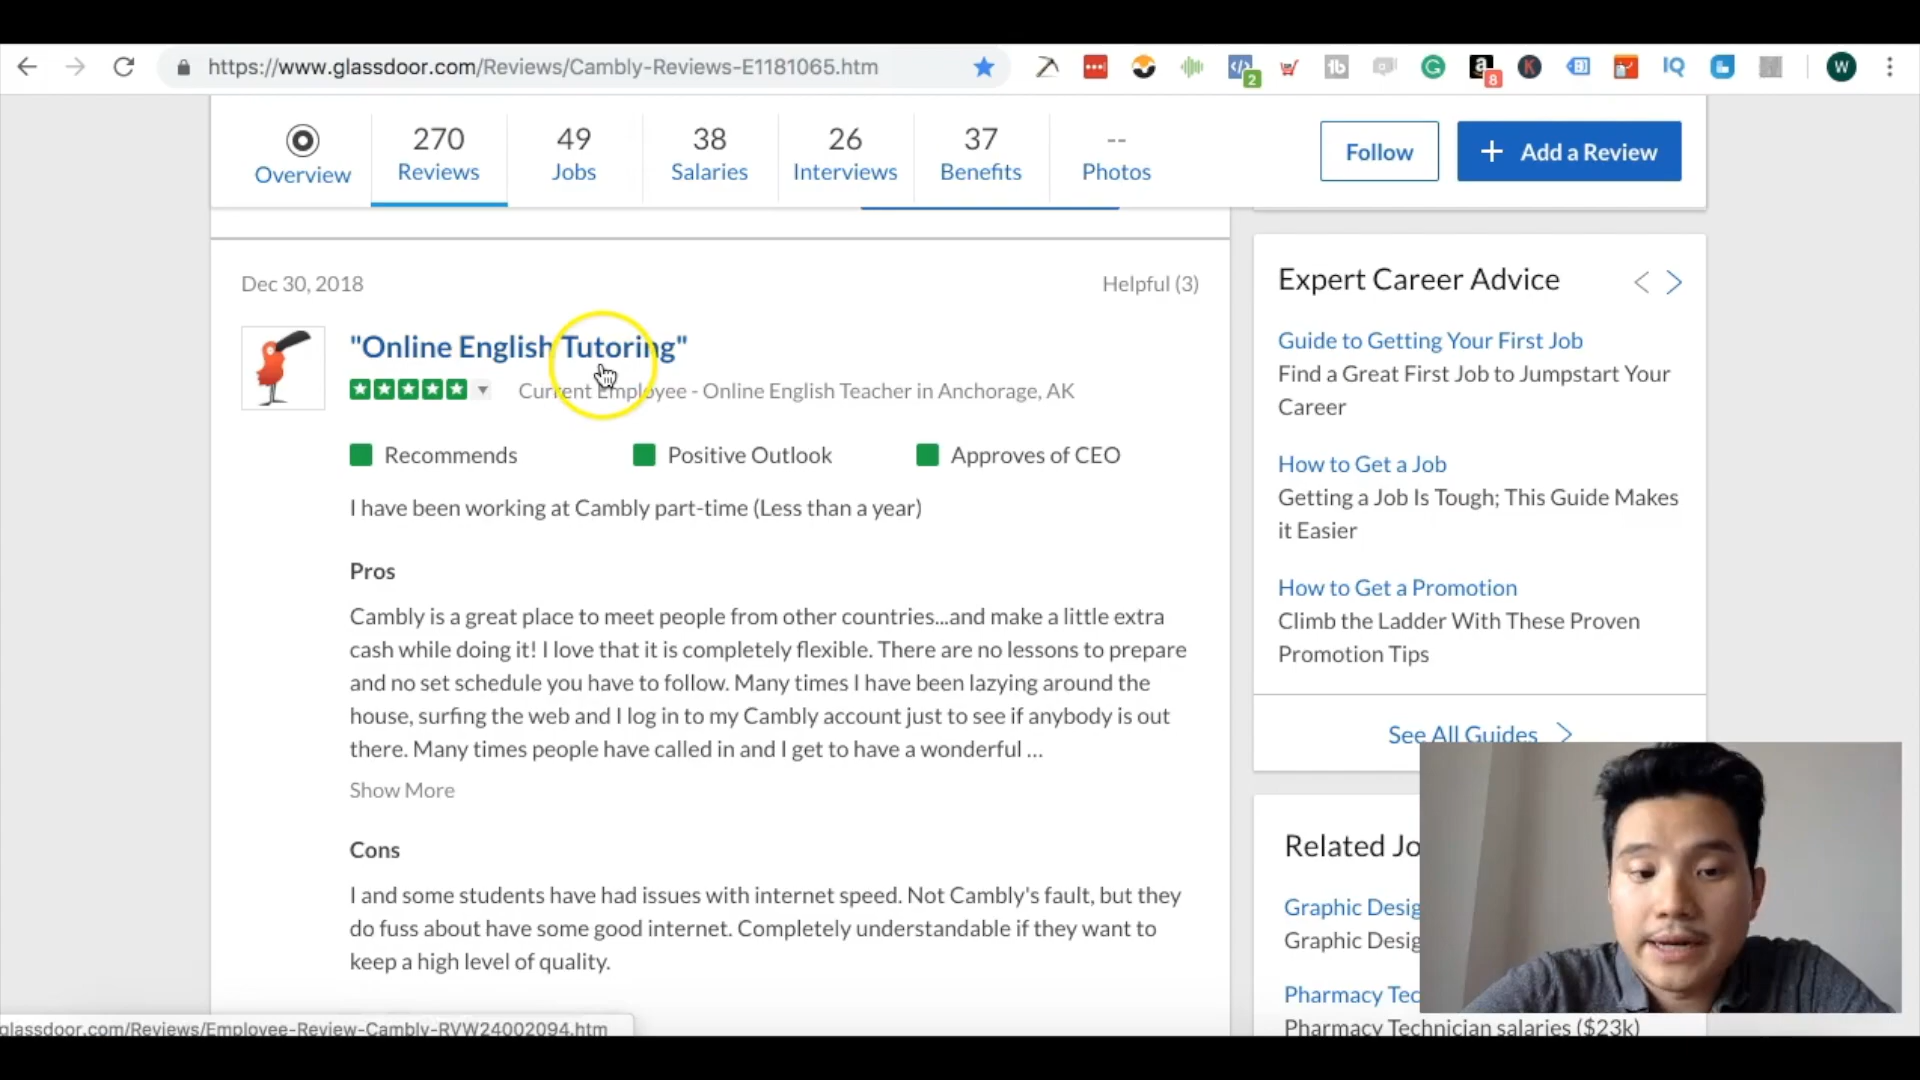 https://www.glassdoor.com/Reviews/Cambly-Reviews-E1181065.htm
2
tb
G
a
8
K
IQ
W
Overview
270
Reviews
49
Jobs
38
Salaries
26
Interviews
37
Benefits
--
Photos
Follow
+ Add a Review
Dec 30, 2018
Helpful (3)
"Online English Tutoring"
Current Employee - Online English Teacher in Anchorage, AK
Recommends
Positive Outlook
Approves of CEO
I have been working at Cambly part-time (Less than a year)
Pros
Cambly is a great place to meet people from other countries...and make a little extra
cash while doing it! I love that it is completely flexible. There are no lessons to prepare
and no set schedule you have to follow. Many times I have been lazying around the
house, surfing the web and I log in to my Cambly account just to see if anybody is out
there. Many times people have called in and I get to have a wonderful ...
Show More
Cons
I and some students have had issues with internet speed. Not Cambly's fault, but they
do fuss about have some good internet. Completely understandable if they want to
keep a high level of quality.
glassdoor.com/Reviews/Employee-Review-Cambly-RVW24002094.htm
Expert Career Advice
Guide to Getting Your First Job
Find a Great First Job to Jumpstart Your
Career
How to Get a Job
Getting a Job Is Tough; This Guide Makes
it Easier
How to Get a Promotion
Climb the Ladder With These Proven
Promotion Tips
See All Guides
Related Jo
Graphic Desig
Graphic Desig
Pharmacy Tec
Pharmacy Technician salaries ($23k)